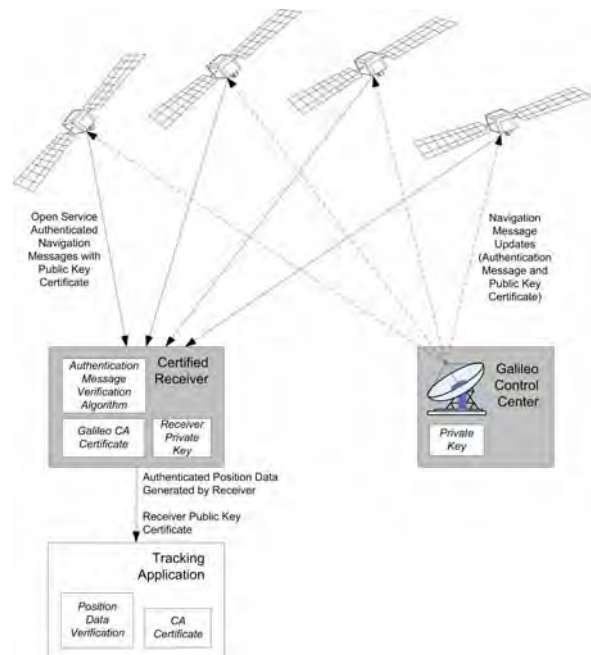 Open Service
Authenticated
Navigation
Messages with
Public Key
Certificate
Navigation
Message
Updates
(Authentication
Message and
Public Key
Certificate)
Certified
Receiver
Authentication
Message
Verification
Algorithm
Galileo CA
Certificate
Receiver
Private
Key
Galileo
Control
Center
Private
Key
Authenticated Position Data
Generated by Receiver
Receiver Public Key
Certificate
Tracking
Application
Position
Data
Verification
CA
Certificate